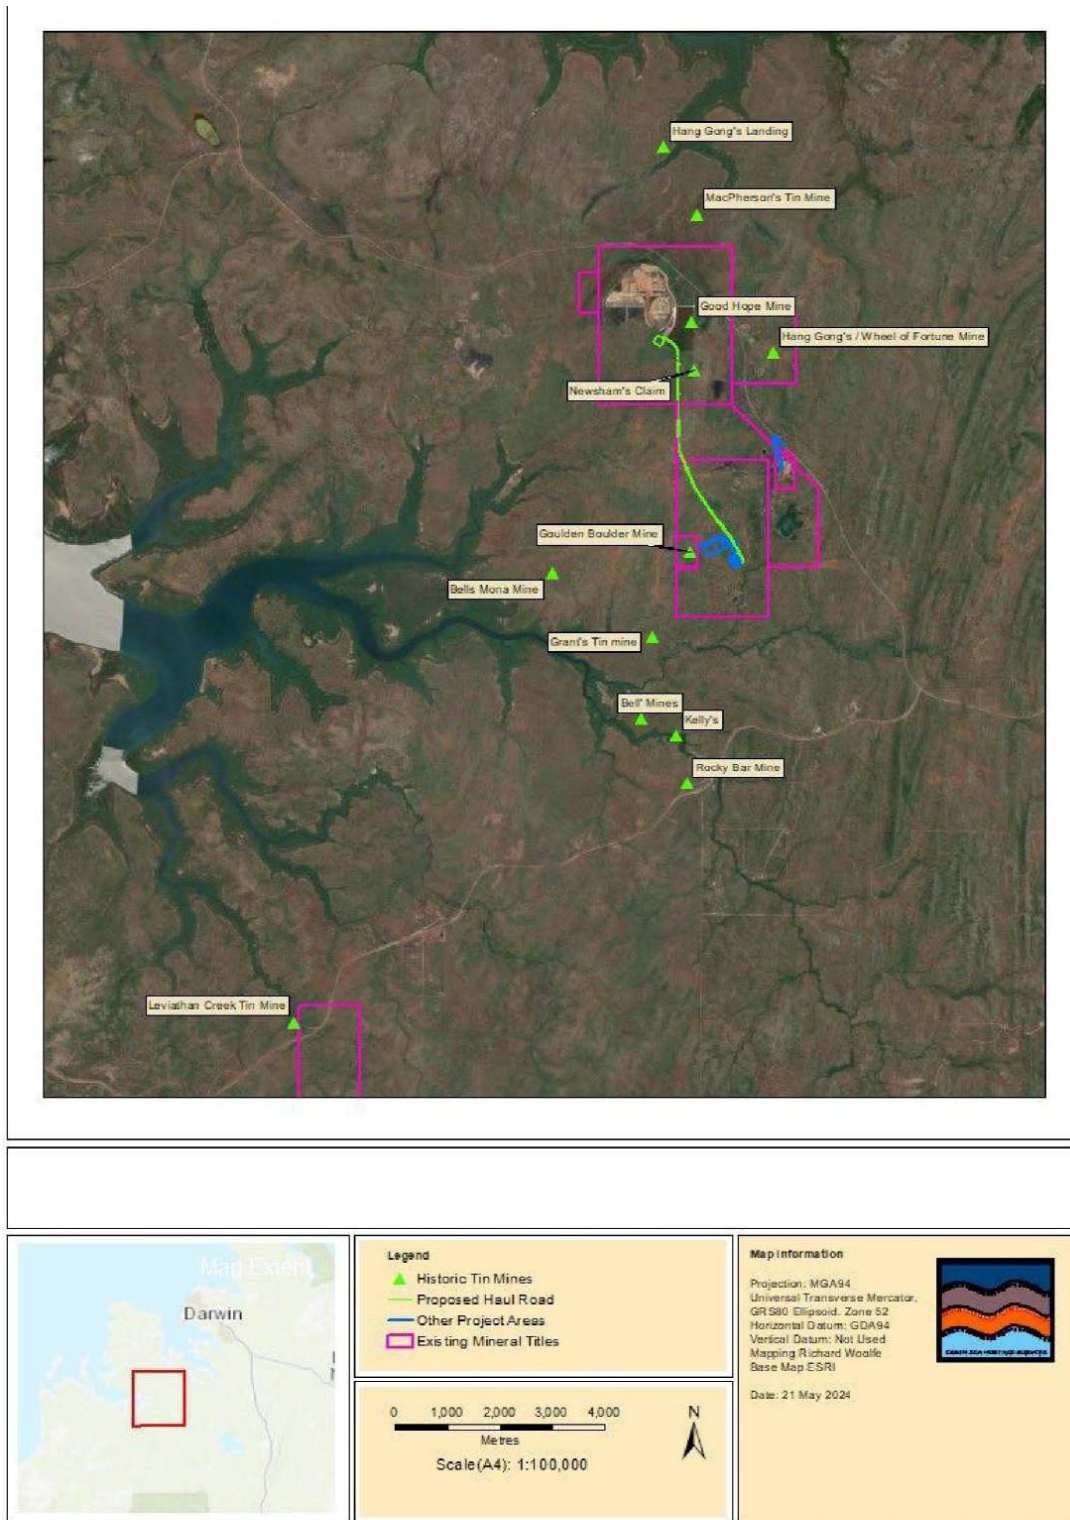 Hang Gong's Landing
MacPherson's Tin Mine
Good Hope Mine
Hang Gong's / Wheel of Fortune Mine
Newsham's Claim
Goulden Boulder Mine
Bells Mona Mine
Grant's Tin mine
Bell' Mines
Kelly's
Rocky Bar Mine
Leviathan Creek Tin Mine
Map Extent
Darwin
Legend
Historic Tin Mines
Proposed Haul Road
Other Project Areas
Existing Mineral Titles
0 1,000 2,000 3,000 4,000
Metres
Scale(A4): 1:100,000
N
Map Information
Projection: MGA94
Universal Transverse Mercator.
GRS80 Ellipsoid. Zone 52
Horizontal Datum: GDA94
Vertical Datum: Not Used
Mapping Richard Woolfe
Base Map ESRI
Date: 21 May 2024